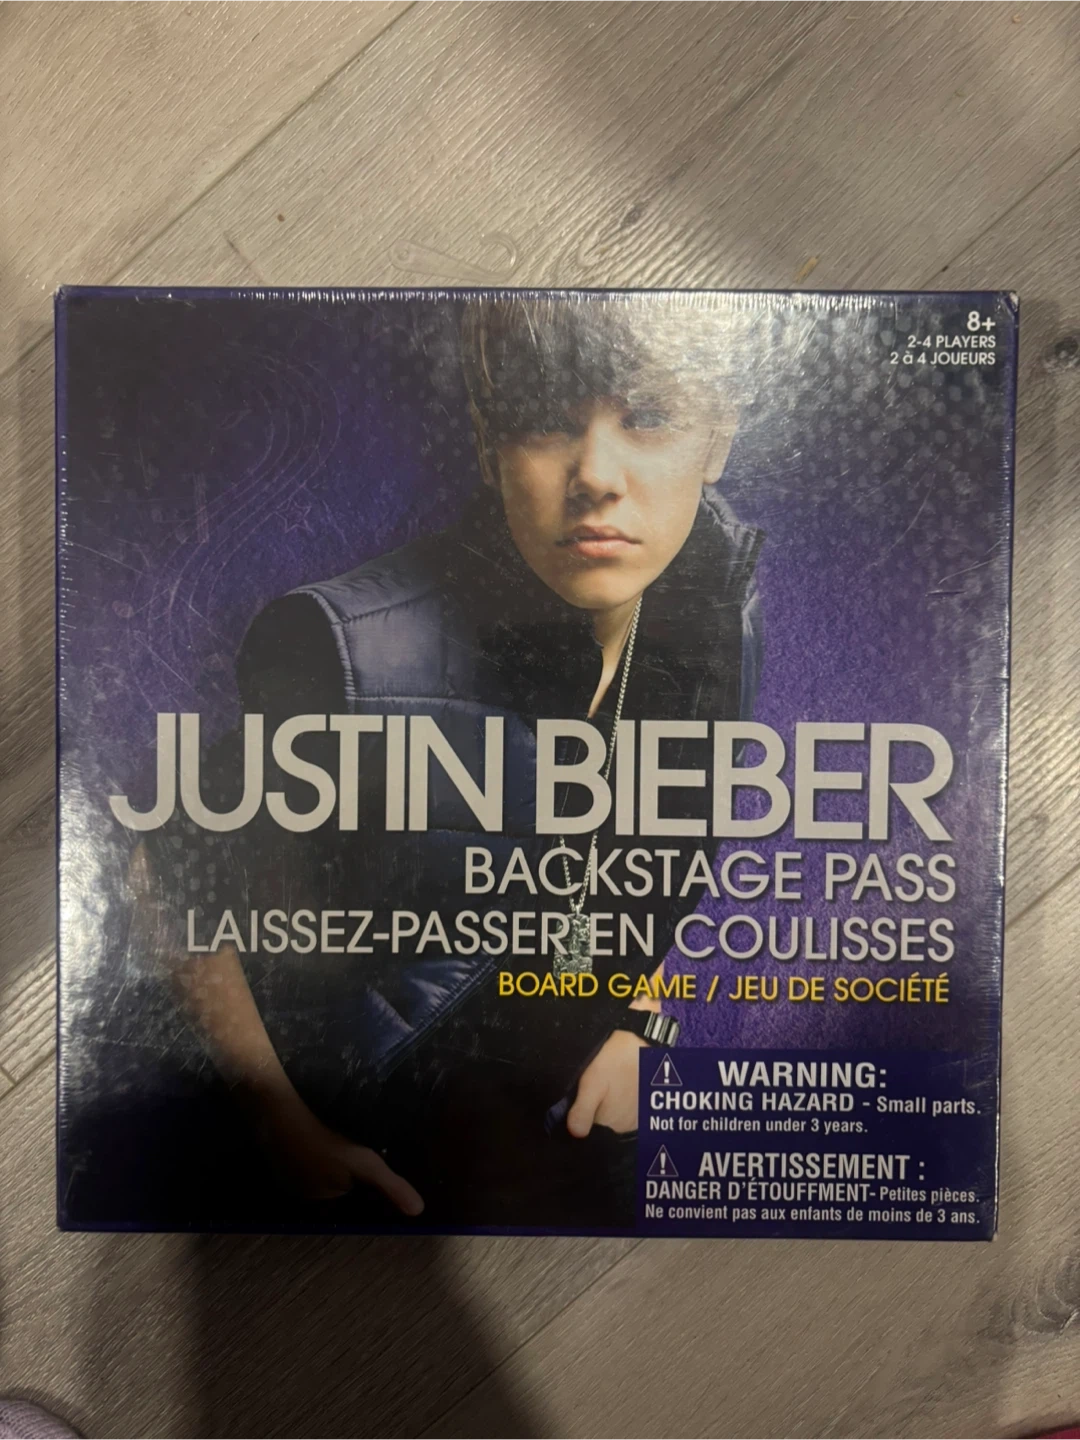 8+
2-4 PLAYERS
2 à 4 JOUEURS
JUSTIN BIEBER
BACKSTAGE PASS
LAISSEZ-PASSER EN COULISSES
BOARD GAME / JEU DE SOCIÉTÉ
WARNING:
CHOKING HAZARD - Small parts.
Not for children under 3 years.
AVERTISSEMENT :
DANGER D'ÉTOUFFMENT- Petites pièces.
Ne convient pas aux enfants de moins de 3 ans.